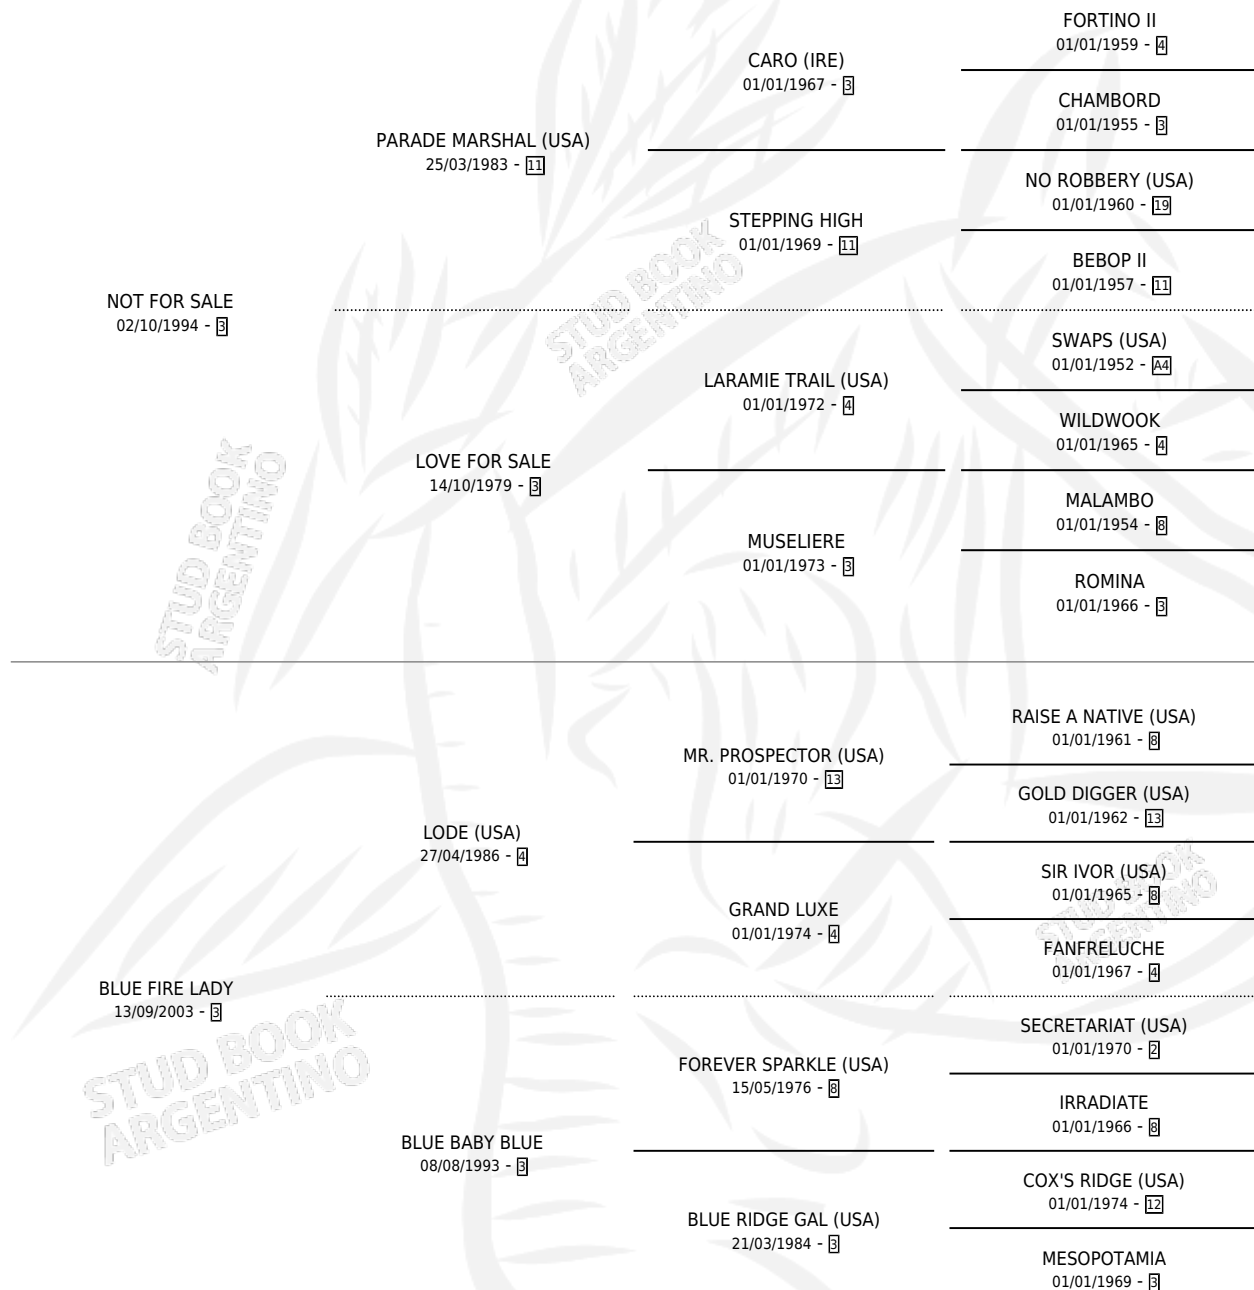 FORTINO II
01/01/1959 - 4
CARO (IRE)
01/01/1967 - 3
CHAMBORD
01/01/1955 - 3
PARADE MARSHAL (USA)
25/03/1983 - 11
NO ROBBERY (USA)
01/01/1960 - 19
STEPPING HIGH
01/01/1969 - 11
BEBOP II
01/01/1957 - 11
NOT FOR SALE
02/10/1994 - 3
STUD BOOK
ARGENTINO
SWAPS (USA)
01/01/1952 - A4
LARAMIE TRAIL (USA)
01/01/1972 - 4
WILDWOOK
01/01/1965 - 4
LOVE FOR SALE
14/10/1979 - 3
MALAMBO
01/01/1954 - 8
MUSELIERE
01/01/1973 - 3
ROMINA
01/01/1966 - 3
STUD BOOK
ARGENTINO
RAISE A NATIVE (USA)
01/01/1961 - 8
MR. PROSPECTOR (USA)
01/01/1970 - 13
GOLD DIGGER (USA)
01/01/1962 - 13
LODE (USA)
27/04/1986 - 4
SIR IVOR (USA)
01/01/1965 - 8
GRAND LUXE
01/01/1974 - 4
STUD BOOK
ARGENTINO
FANFRELUCHE
01/01/1967 - 4
BLUE FIRE LADY
13/09/2003 - 3
SECRETARIAT (USA)
01/01/1970 - 2
FOREVER SPARKLE (USA)
15/05/1976 - 8
STUD BOOK
ARGENTINO
IRRADIATE
01/01/1966 - 8
BLUE BABY BLUE
08/08/1993 - 3
COX'S RIDGE (USA)
01/01/1974 - 12
BLUE RIDGE GAL (USA)
21/03/1984 - 3
MESOPOTAMIA
01/01/1969 - 3